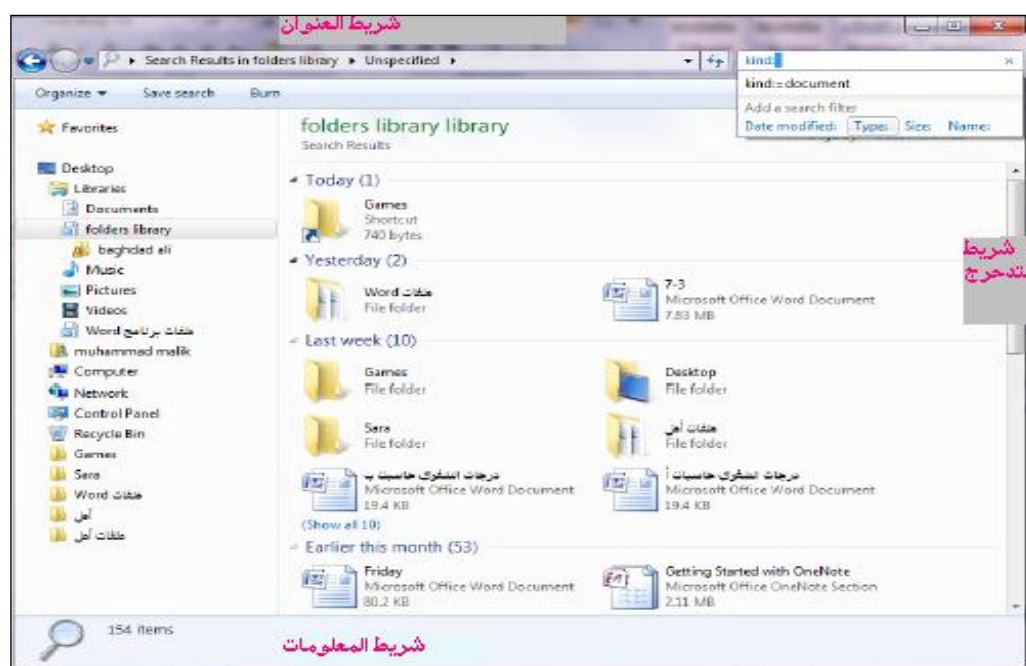 شريط العنوان
Search Results in folders library ▸ Unspecified ▸
kind:
Organize ▾ Save search Burn
kind:=document
Add a search filter
Date modified: Type: Size: Name:
Favorites
Desktop
Libraries
Documents
folders library
baghdad ali
Music
Pictures
Videos
ملفات برنامج Word
muhammad malik
Computer
Network
Control Panel
Recycle Bin
Games
Sara
ملفات Word
أمل
ملفات أمل
folders library library
Search Results
Today (1)
Games
Shortcut
740 bytes
Yesterday (2)
ملفات Word
File folder
7-3
Microsoft Office Word Document
7.83 MB
Last week (10)
Games
File folder
Desktop
File folder
Sara
File folder
ملفات أمل
File folder
درجات الشفوي حاسبت ب
Microsoft Office Word Document
19.4 KB
درجات الشفوي حاسبات أ
Microsoft Office Word Document
19.4 KB
(Show all 10)
Earlier this month (53)
Friday
Microsoft Office Word Document
80.2 KB
Getting Started with OneNote
Microsoft Office OneNote Section
2.11 MB
شريط
تدحرج
154 items
شريط المعلومات